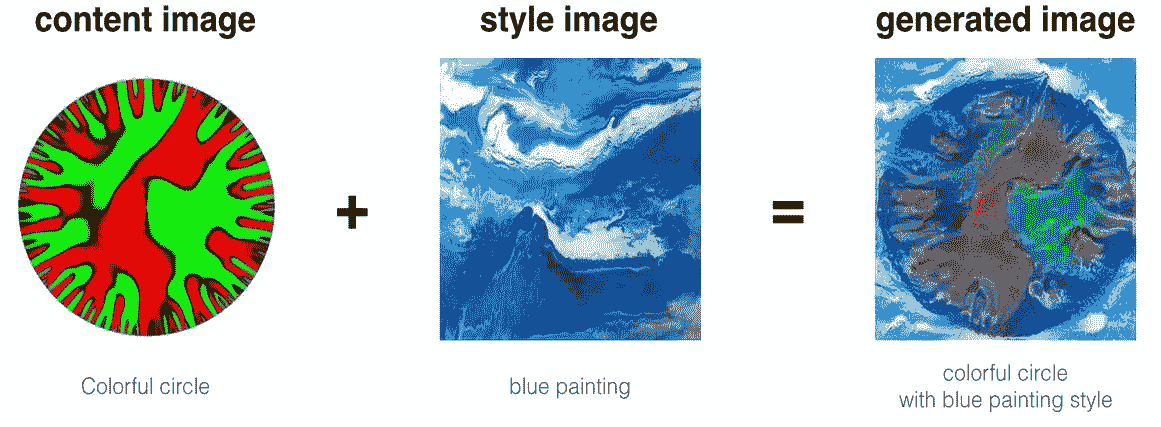 content image
style image
generated image
+
=
Colorful circle
blue painting
colorful circle
with blue painting style